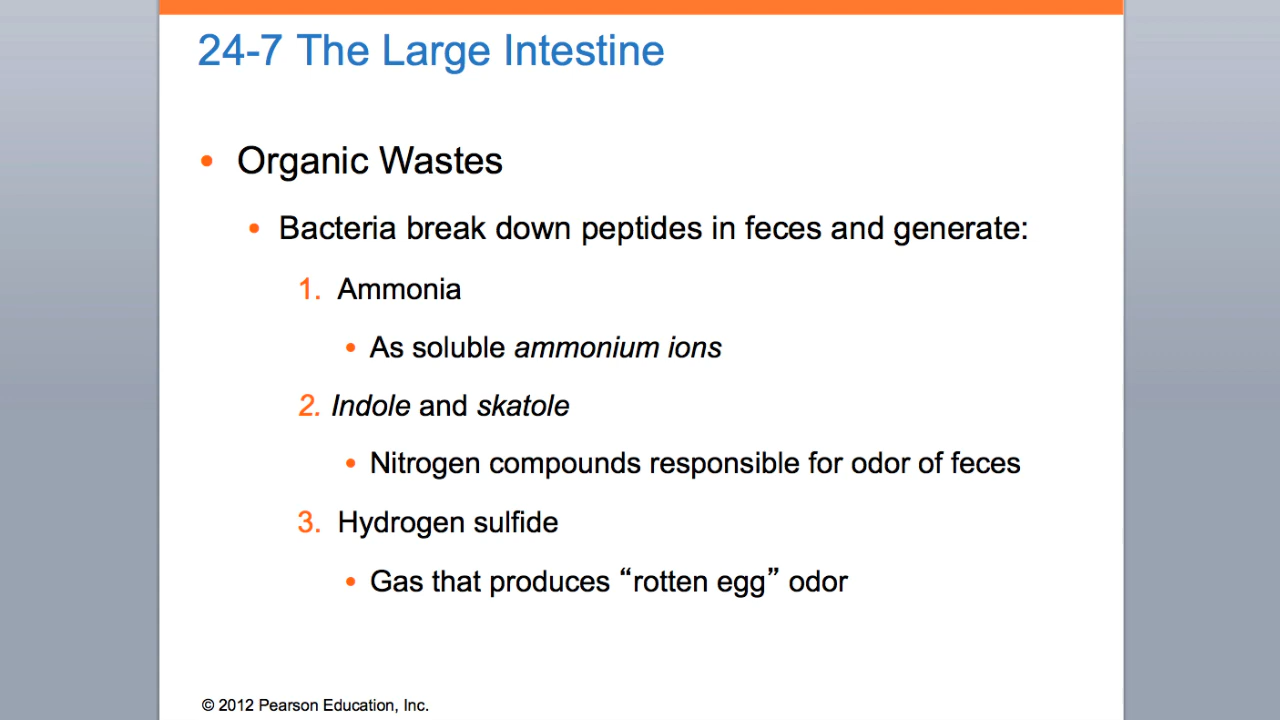 24-7 The Large Intestine
• Organic Wastes
• Bacteria break down peptides in feces and generate:
1. Ammonia
• As soluble ammonium ions
2. Indole and skatole
• Nitrogen compounds responsible for odor of feces
3. Hydrogen sulfide
• Gas that produces “rotten egg” odor
© 2012 Pearson Education, Inc.